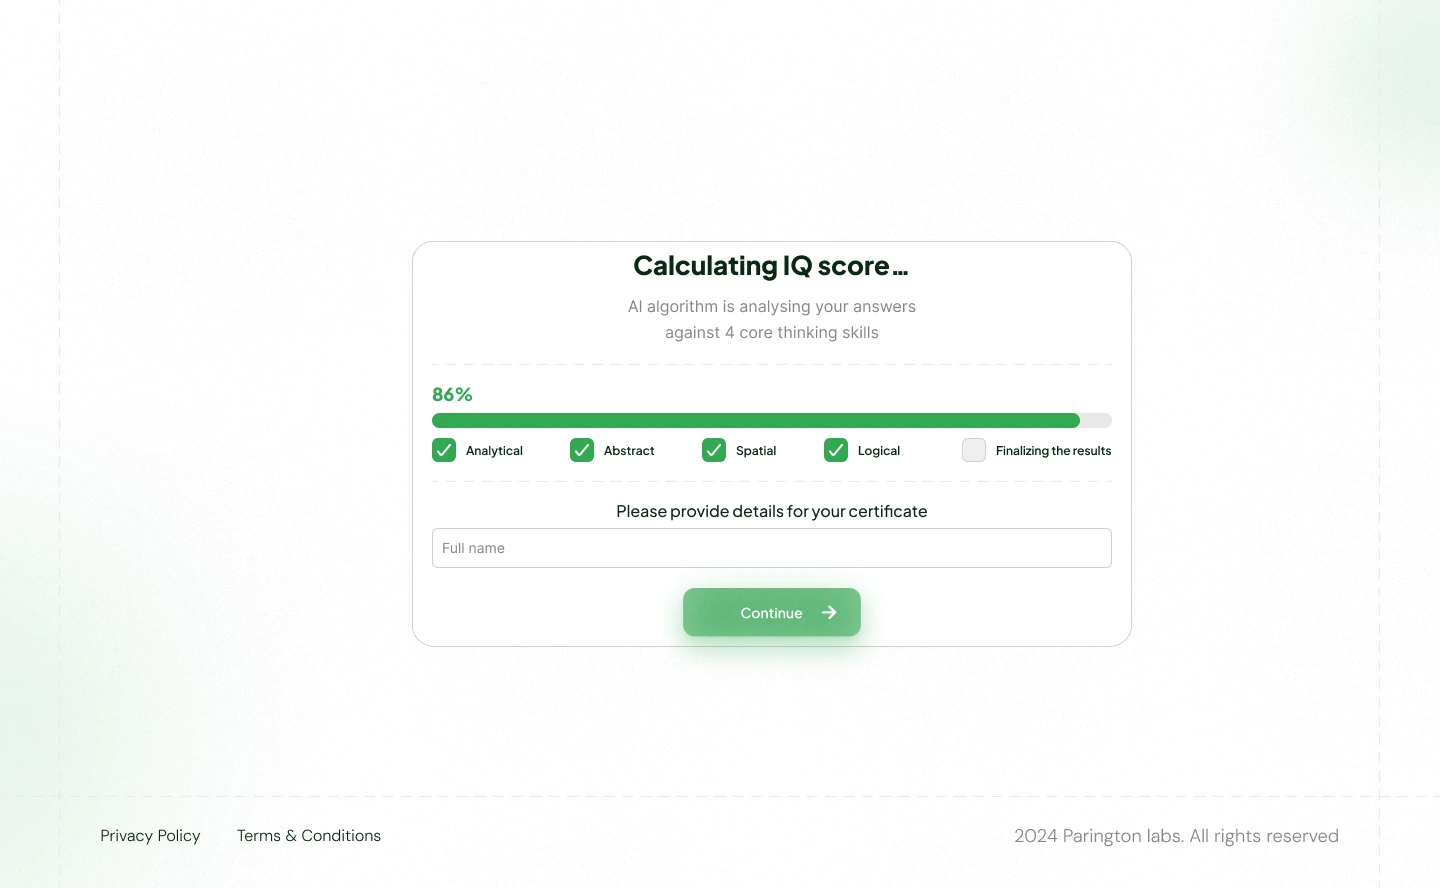 Calculating IQ score...
AI algorithm is analysing your answers
against 4 core thinking skills
86%
Analytical Abstract Spatial Logical Finalizing the results
Please provide details for your certificate
Full name
Continue
Privacy Policy Terms & Conditions 2024 Parington labs. All rights reserved